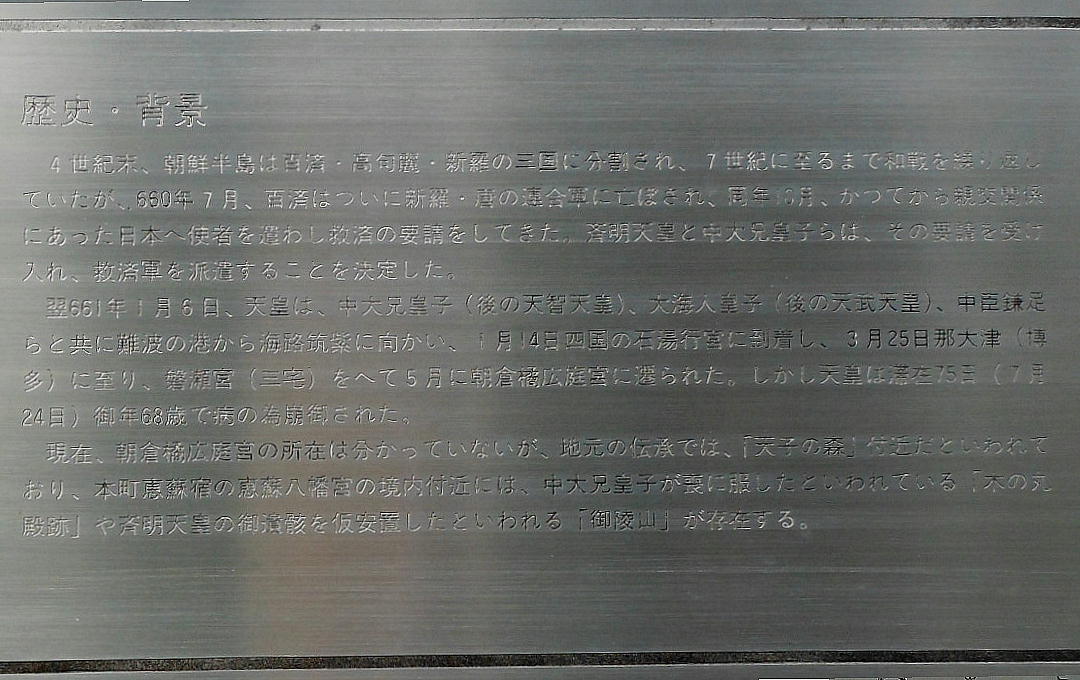 歴史・背景
4世紀末、朝鮮半島は百済・高句麗・新羅の三国に分割され、7世紀に至るまで和戦を繰り返し
ていたが、660年7月、百済はついに新羅・唐の連合軍に亡ぼされ、同年10月、かつてから親交関係
にあった日本へ使者を遣わし救済の要請をしてきた。斉明天皇と中大兄皇子らは、その要請を受け
入れ、救済軍を派遣することを決定した。
翌661年1月6日、天皇は、中大兄皇子（後の天智天皇）、大海人皇子（後の天武天皇）、中臣鎌足
らと共に難波の港から海路筑紫に向かい、1月14日四国の石湯行宮に到着し、3月25日那大津（博
多）に至り、磐瀬宮（三宅）をへて5月に朝倉橘広庭宮に遷られた。しかし天皇は滞在75日（7月
24日）御年68歳で病の為崩御された。
現在、朝倉橘広庭宮の所在は分かっていないが、地元の伝承では、「天子の森」付近だといわれて
おり、本町恵蘇宿の恵蘇八幡宮の境内付近には、中大兄皇子が喪に服したといわれている「木の丸
殿跡」や斉明天皇の御遺骸を仮安置したといわれる「御陵山」が存在する。